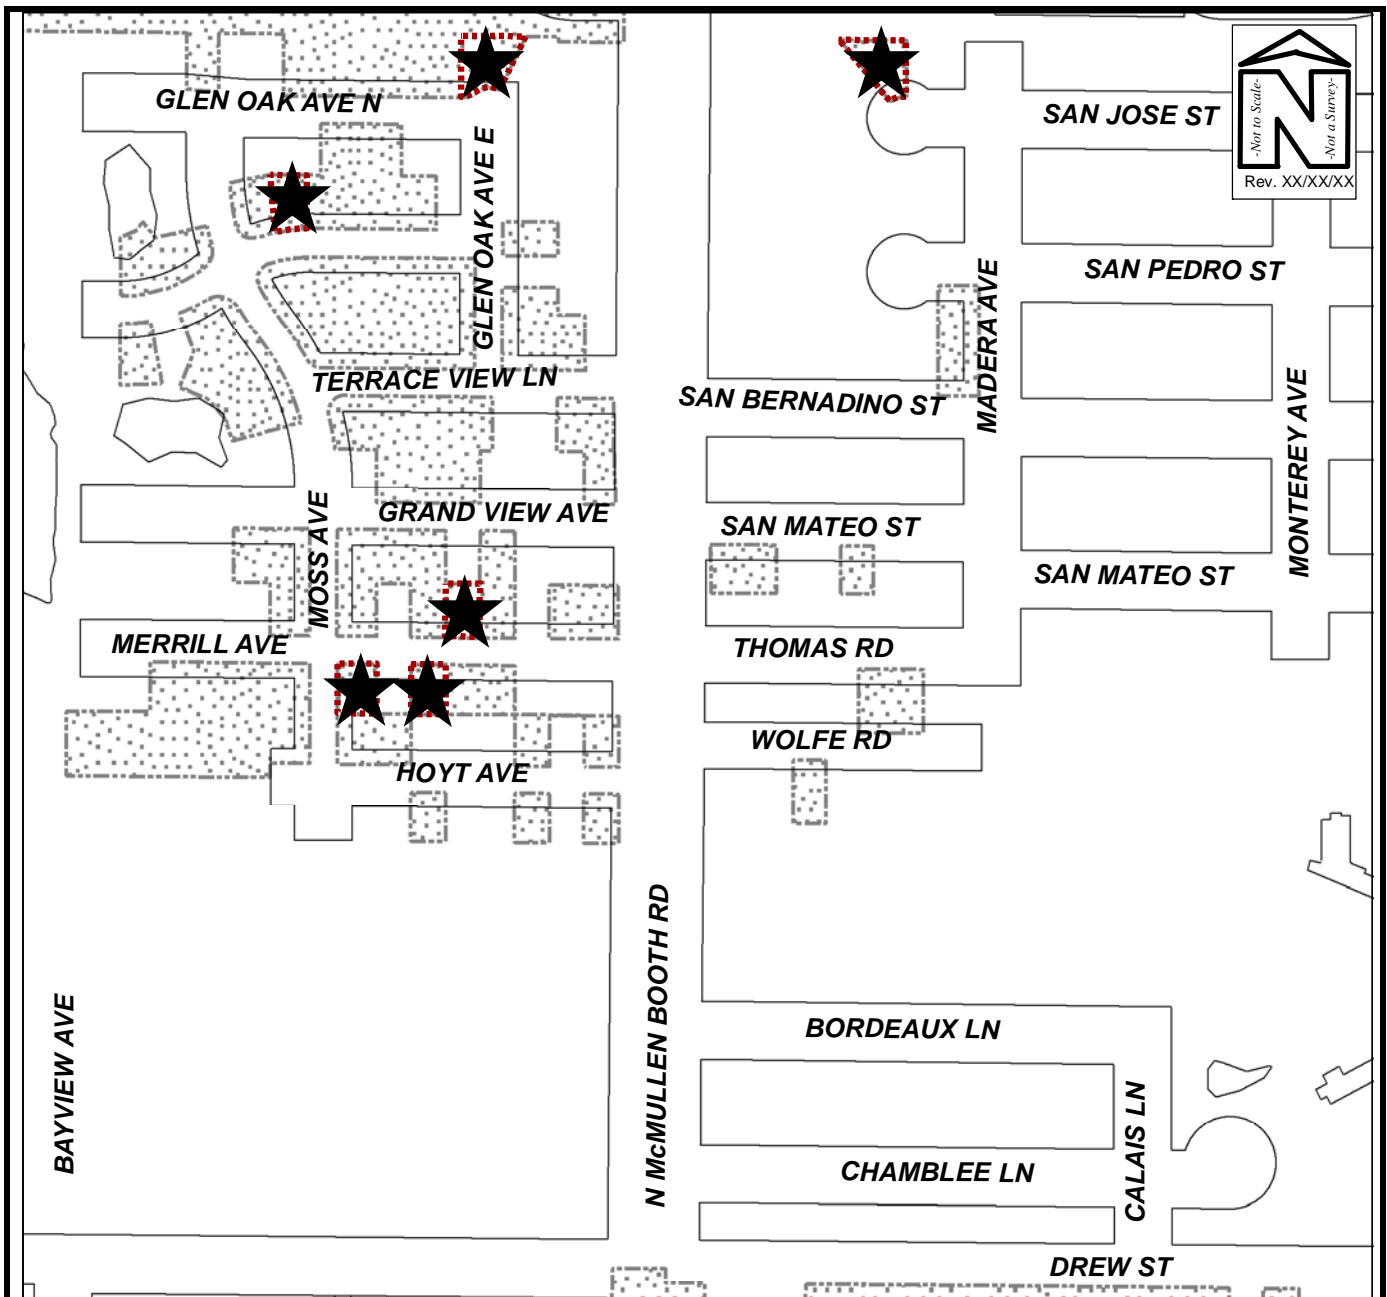 GLEN OAK AVE N
SAN JOSE ST
-Not to Scale-
-Not a Survey-
Rev. XX/XX/XX
GLEN OAK AVE E
SAN PEDRO ST
MADERA AVE
TERRACE VIEW LN
SAN BERNADINO ST
MONTEREY AVE
GRAND VIEW AVE
SAN MATEO ST
MOSS AVE
SAN MATEO ST
MERRILL AVE
THOMAS RD
WOLFE RD
HOYT AVE
N McMULLEN BOOTH RD
BAYVIEW AVE
BORDEAUX LN
CALAIS LN
CHAMBLEE LN
DREW ST